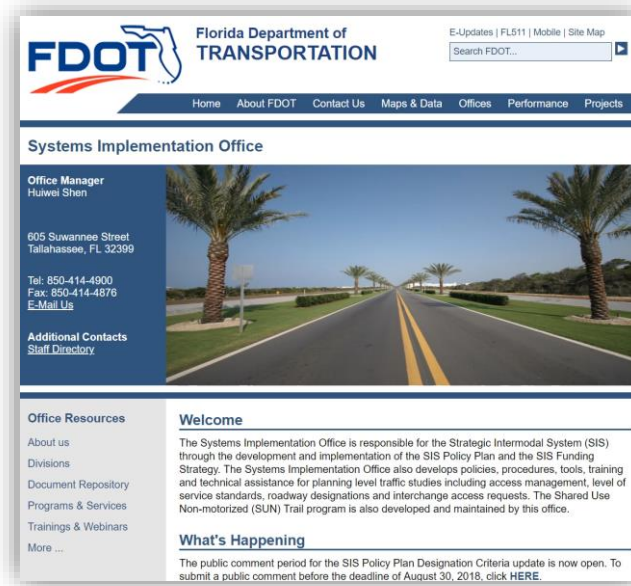 FDOT
Florida Department of
TRANSPORTATION
E-Updates | FL511 | Mobile | Site Map
Search FDOT...
Home About FDOT Contact Us Maps & Data Offices Performance Projects
Systems Implementation Office
Office Manager
Huiwei Shen
605 Suwannee Street
Tallahassee, FL 32399
Tel: 850-414-4900
Fax: 850-414-4876
E-Mail Us
Additional Contacts
Staff Directory
Office Resources
About us
Divisions
Document Repository
Programs & Services
Trainings & Webinars
More ...
Welcome
The Systems Implementation Office is responsible for the Strategic Intermodal System (SIS)
through the development and implementation of the SIS Policy Plan and the SIS Funding
Strategy. The Systems Implementation Office also develops policies, procedures, tools, training
and technical assistance for planning level traffic studies including access management, level of
service standards, roadway designations and interchange access requests. The Shared Use
Non-motorized (SUN) Trail program is also developed and maintained by this office.
What's Happening
The public comment period for the SIS Policy Plan Designation Criteria update is now open. To
submit a public comment before the deadline of August 30, 2018, click HERE.